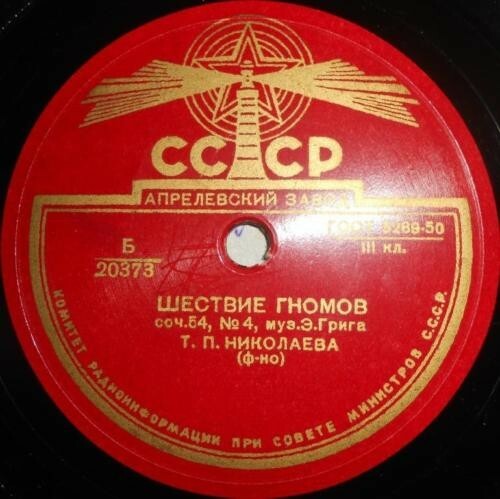 СССР
АПРЕЛЕВСКИЙ ЗАВОД
Б
20373
ГОСТ 5289-50
III кл.
ШЕСТВИЕ ГНОМОВ
соч.54, №4, муз.Э.Грига
Т. П. НИКОЛАЕВА
(ф-но)
КОМИТЕТ РАДИОИНФОРМАЦИИ ПРИ СОВЕТЕ МИНИСТРОВ С.С.С.Р.